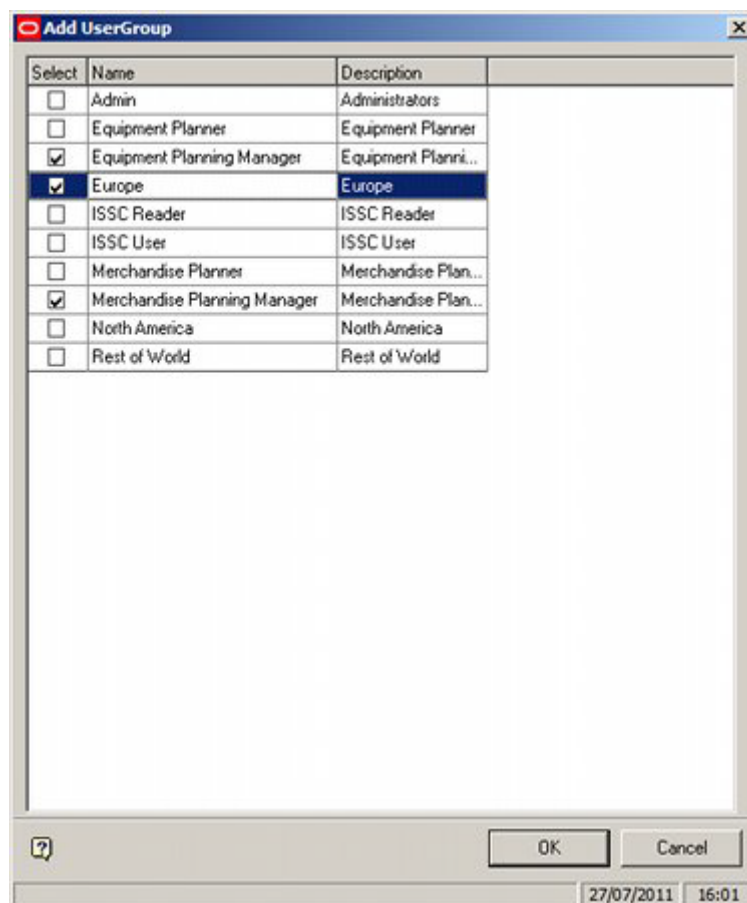 Add UserGroup
Select Name Description
Admin Administrators
Equipment Planner Equipment Planner
Equipment Planning Manager Equipment Planni...
Europe Europe
ISSC Reader ISSC Reader
ISSC User ISSC User
Merchandise Planner Merchandise Plan...
Merchandise Planning Manager Merchandise Plan...
North America North America
Rest of World Rest of World
OK Cancel
27/07/2011 16:01